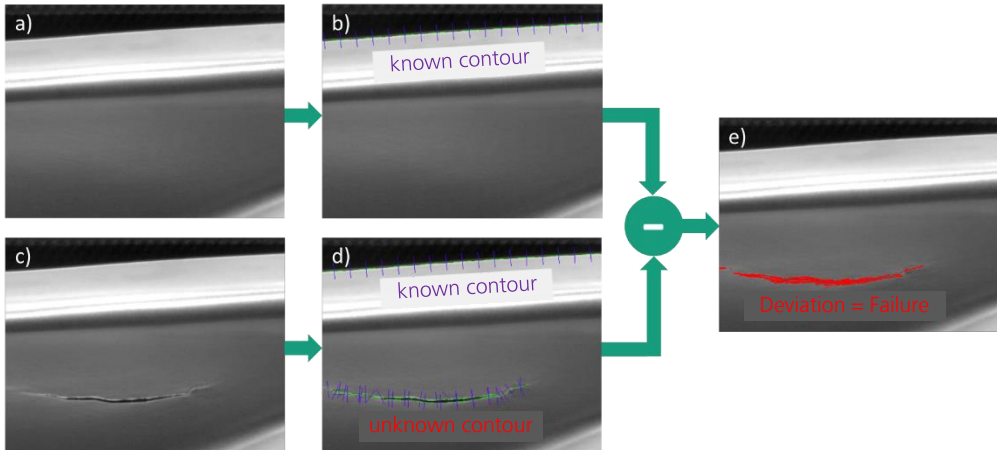 a)
b)
known contour
c)
d)
known contour
unknown contour
e)
Deviation = Failure